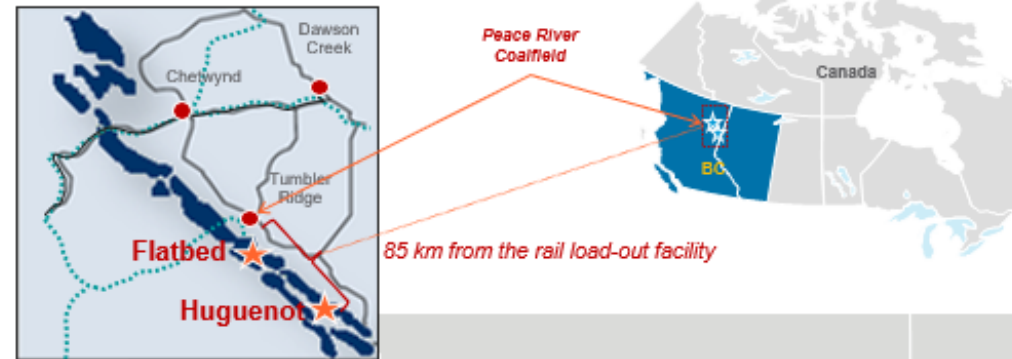 Dawson
Creek
Chetwynd
Tumbler
Ridge
Flatbed
Huguenot
Peace River
Coalfield
Canada
BC
85 km from the rail load-out facility